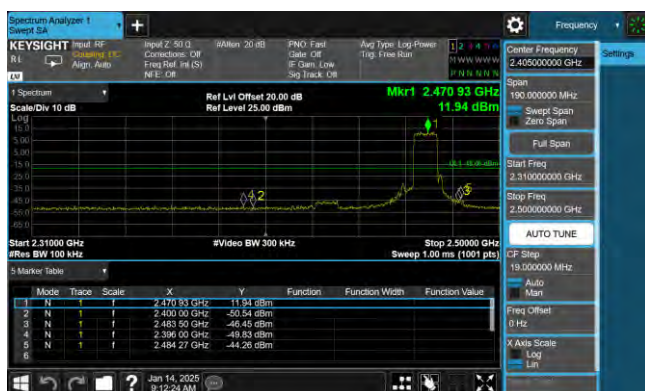 Spectrum Analyzer 1
Swept SA
+
Frequency
KEYSIGHT
Input: RF
Coupling: DC
Align: Auto
Input Z: 50 Ω
Corrections: Off
Freq Ref: Int (S)
NFE: Off
#Atten: 20 dB
PNO: Fast
Gate: Off
IF Gain: Low
Sig Track: Off
Avg Type: Log-Power
Trig: Free Run
1 2 3 4 5 6
M W W W W W
P N N N N N
Center Frequency
2.405000000 GHz
Settings
Span
190.000000 MHz
Swept Span
Zero Span
Full Span
Start Freq
2.310000000 GHz
Stop Freq
2.500000000 GHz
AUTO TUNE
CF Step
19.000000 MHz
Auto
Man
Freq Offset
0 Hz
X Axis Scale
Log
Lin
1 Spectrum
Scale/Div 10 dB
Ref Lvl Offset 20.00 dB
Ref Level 25.00 dBm
Mkr1 2.470 93 GHz
11.94 dBm
Log
15.0
5.00
-5.00
-15.0
-25.0
-35.0
-45.0
-55.0
-65.0
1
4 2
Start 2.31000 GHz
#Res BW 100 kHz
#Video BW 300 kHz
Stop 2.50000 GHz
Sweep 1.00 ms (1001 pts)
5 Marker Table
Mode Trace Scale X Y Function Function Width Function Value
1 N 1 f 2.470 93 GHz 11.94 dBm
2 N 1 f 2.400 00 GHz -50.54 dBm
3 N 1 f 2.483 50 GHz -46.45 dBm
4 N 1 f 2.396 00 GHz -49.83 dBm
5 N 1 f 2.484 27 GHz -44.26 dBm
6
?
Jan 14, 2025
9:12:24 AM